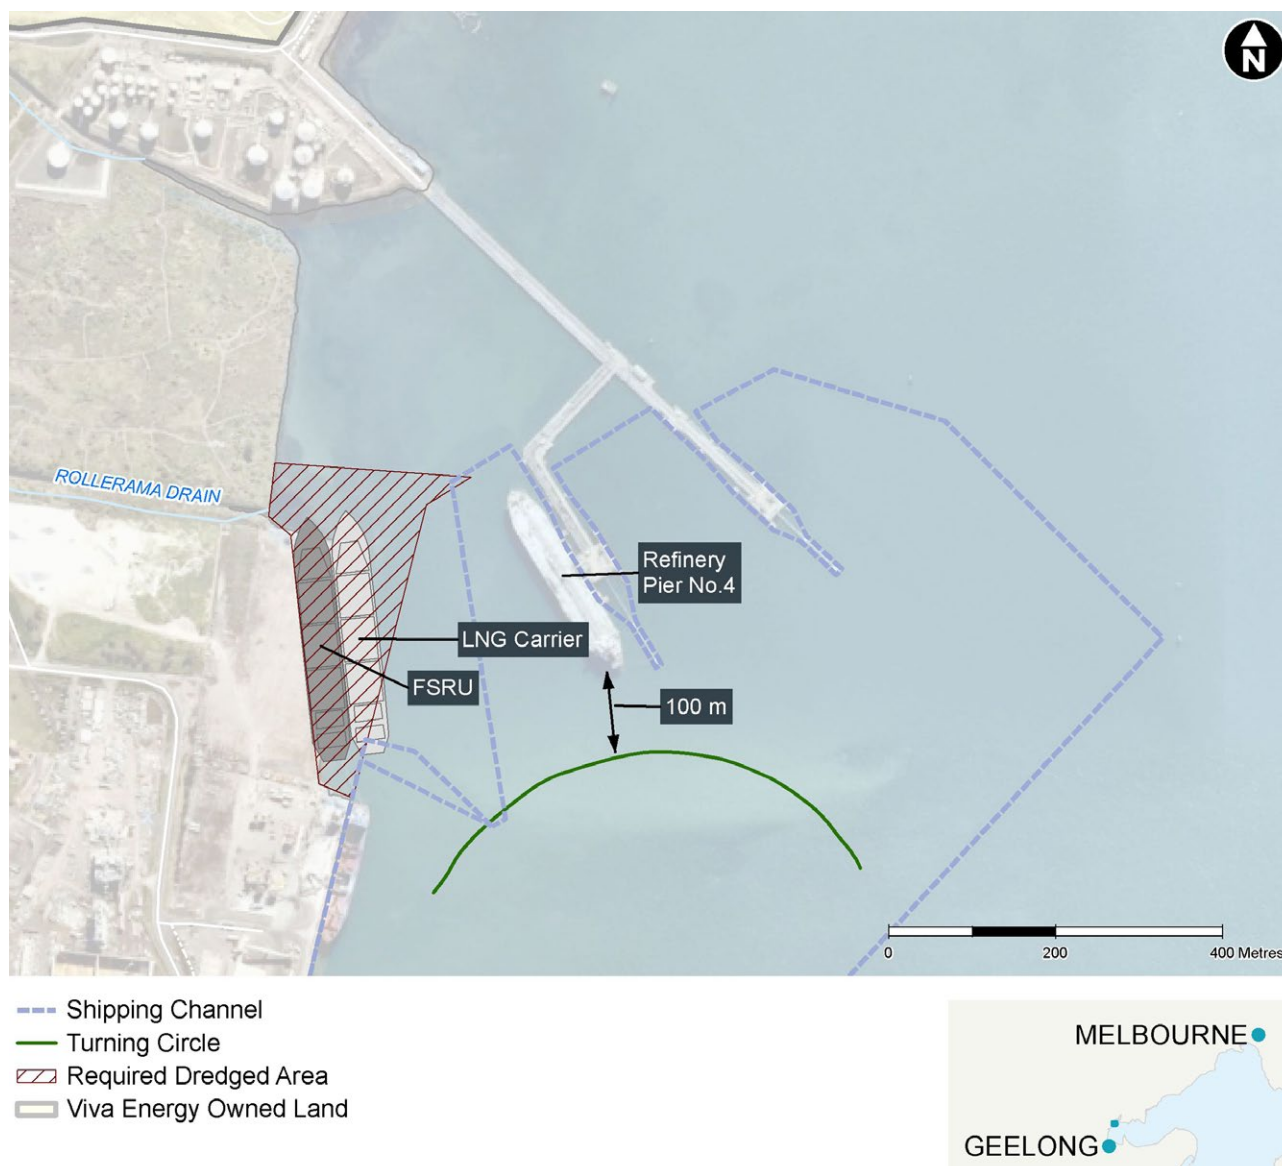 N
ROLLERAMA DRAIN
Refinery
Pier No.4
LNG Carrier
FSRU
100 m
0
200
400 Metres
Shipping Channel
Turning Circle
Required Dredged Area
Viva Energy Owned Land
MELBOURNE
GEELONG